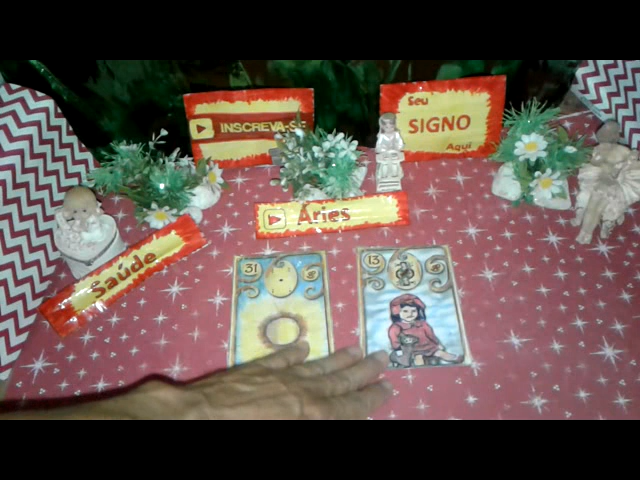 INSCREVA-SE
Seu
SIGNO
Aqui
Áries
Saúde
31
13